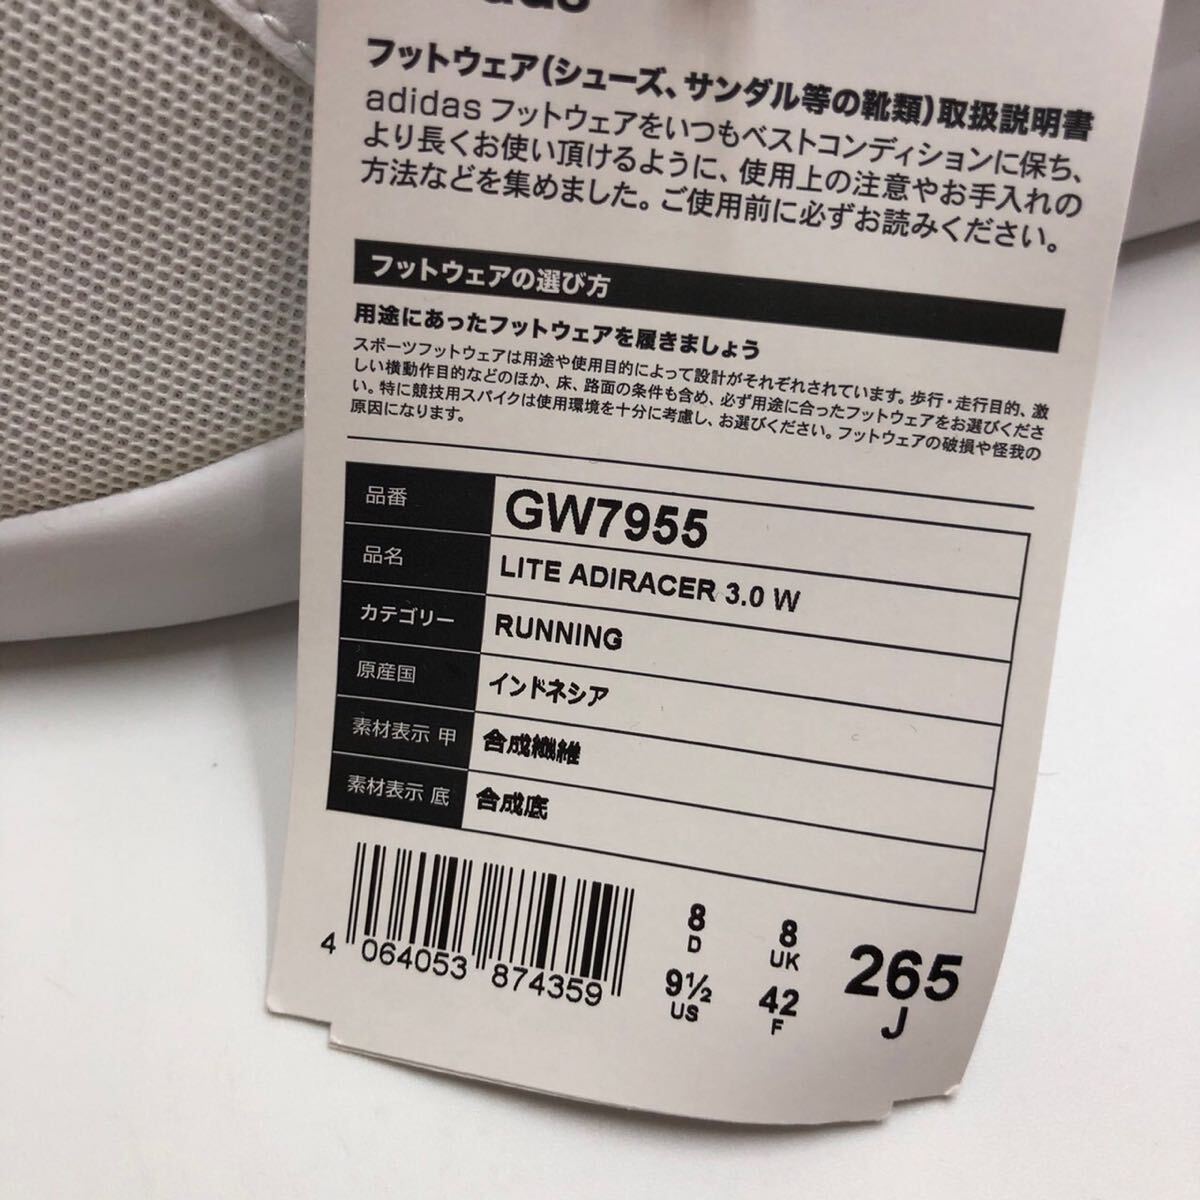 フットウェア(シューズ、サンダル等の靴類)取扱説明書
adidas フットウェアをいつもベストコンディションに保ち、
より長くお使い頂けるように、使用上の注意やお手入れの
方法などを集めました。ご使用前に必ずお読みください。
フットウェアの選び方
用途にあったフットウェアを履きましょう
スポーツフットウェアは用途や使用目的によって設計がそれぞれされています。歩行・走行目的、激
しい横動作目的などのほか、床、路面の条件も含め、必ず用途に合ったフットウェアをお選びくださ
い。特に競技用スパイクは使用環境を十分に考慮し、お選びください。フットウェアの破損や怪我の
原因になります。
品番 GW7955
品名 LITE ADIRACER 3.0 W
カテゴリー RUNNING
原産国 インドネシア
素材表示 甲 合成繊維
素材表示 底 合成底
4 064053 874359
8 D 8 UK 265 J
9½ US 42 F